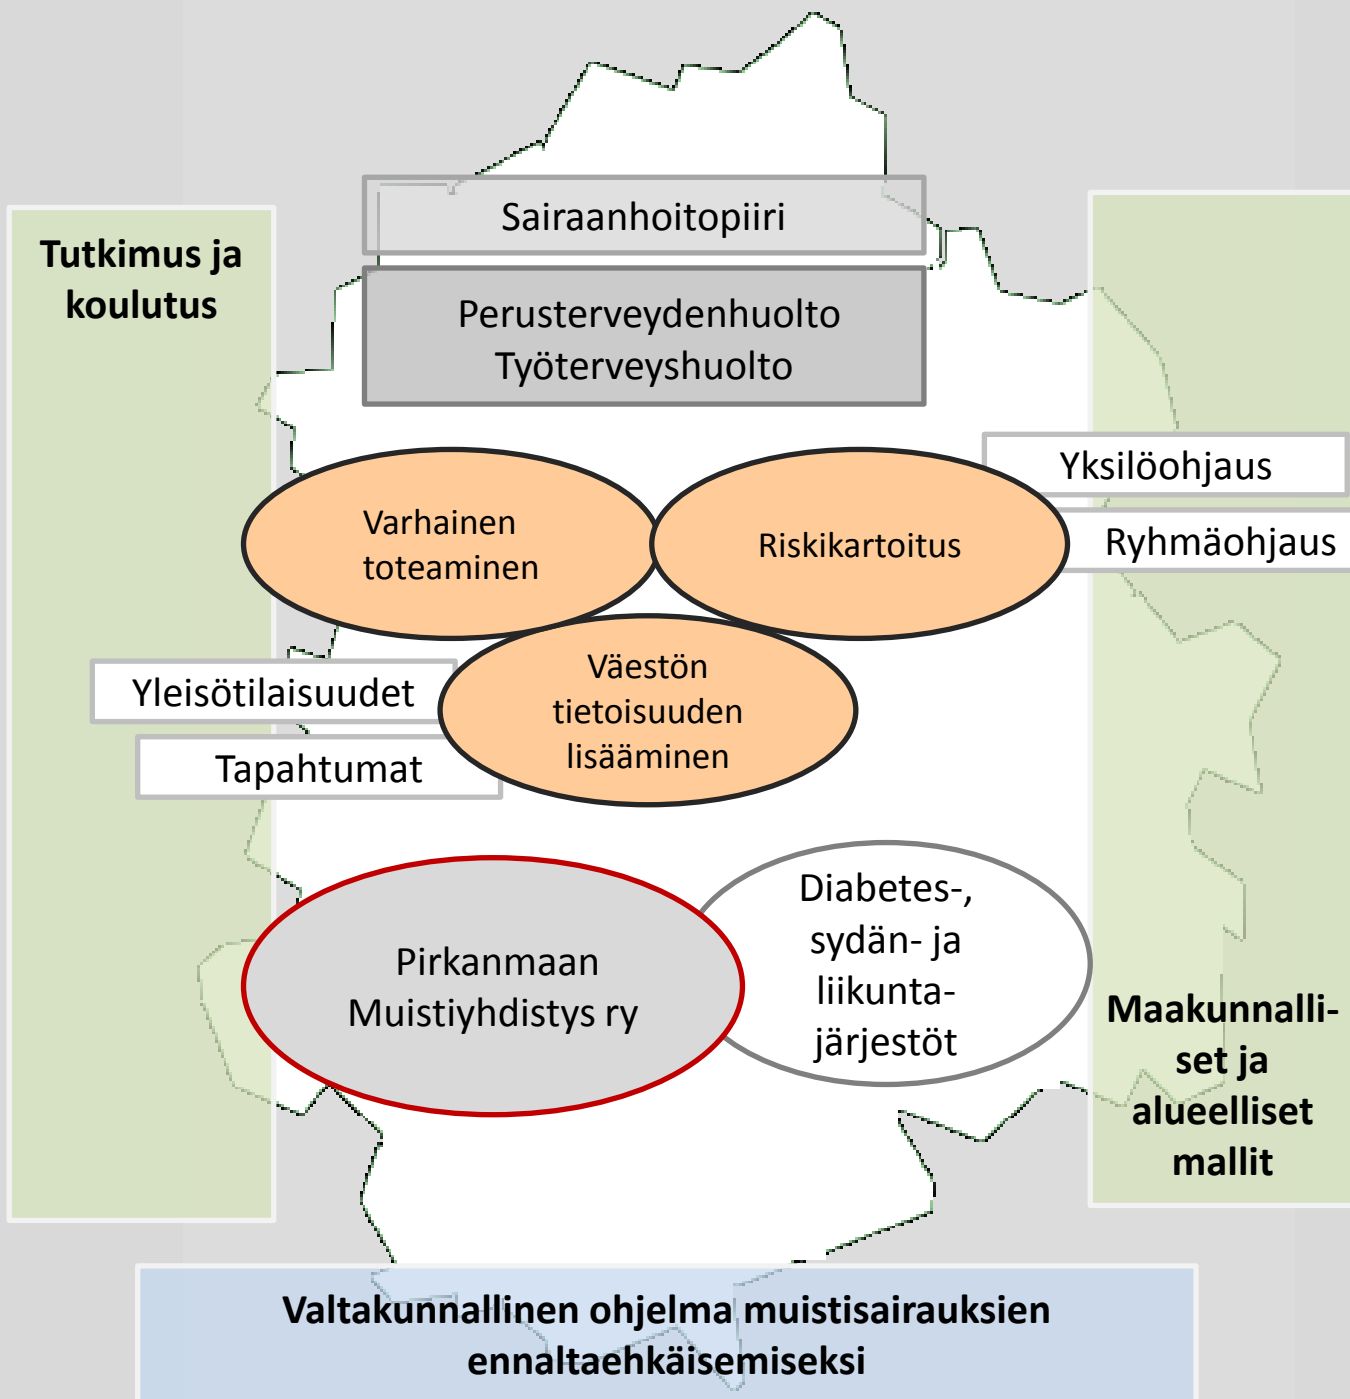 Sairaanhoitopiiri
Tutkimus ja
koulutus
Perusterveydenhuolto
Työterveyshuolto
Yksilöohjaus
Ryhmäohjaus
Varhainen
toteaminen
Riskikartoitus
Väestön
tietoisuuden
lisääminen
Yleisötilaisuudet
Tapahtumat
Pirkanmaan
Muistiyhdistys ry
Diabetes-,
sydän- ja
liikunta-
järjestöt
Maakunnalli-
set ja
alueelliset
mallit
Valtakunnallinen ohjelma muistisairauksien
ennaltaehkäisemiseksi